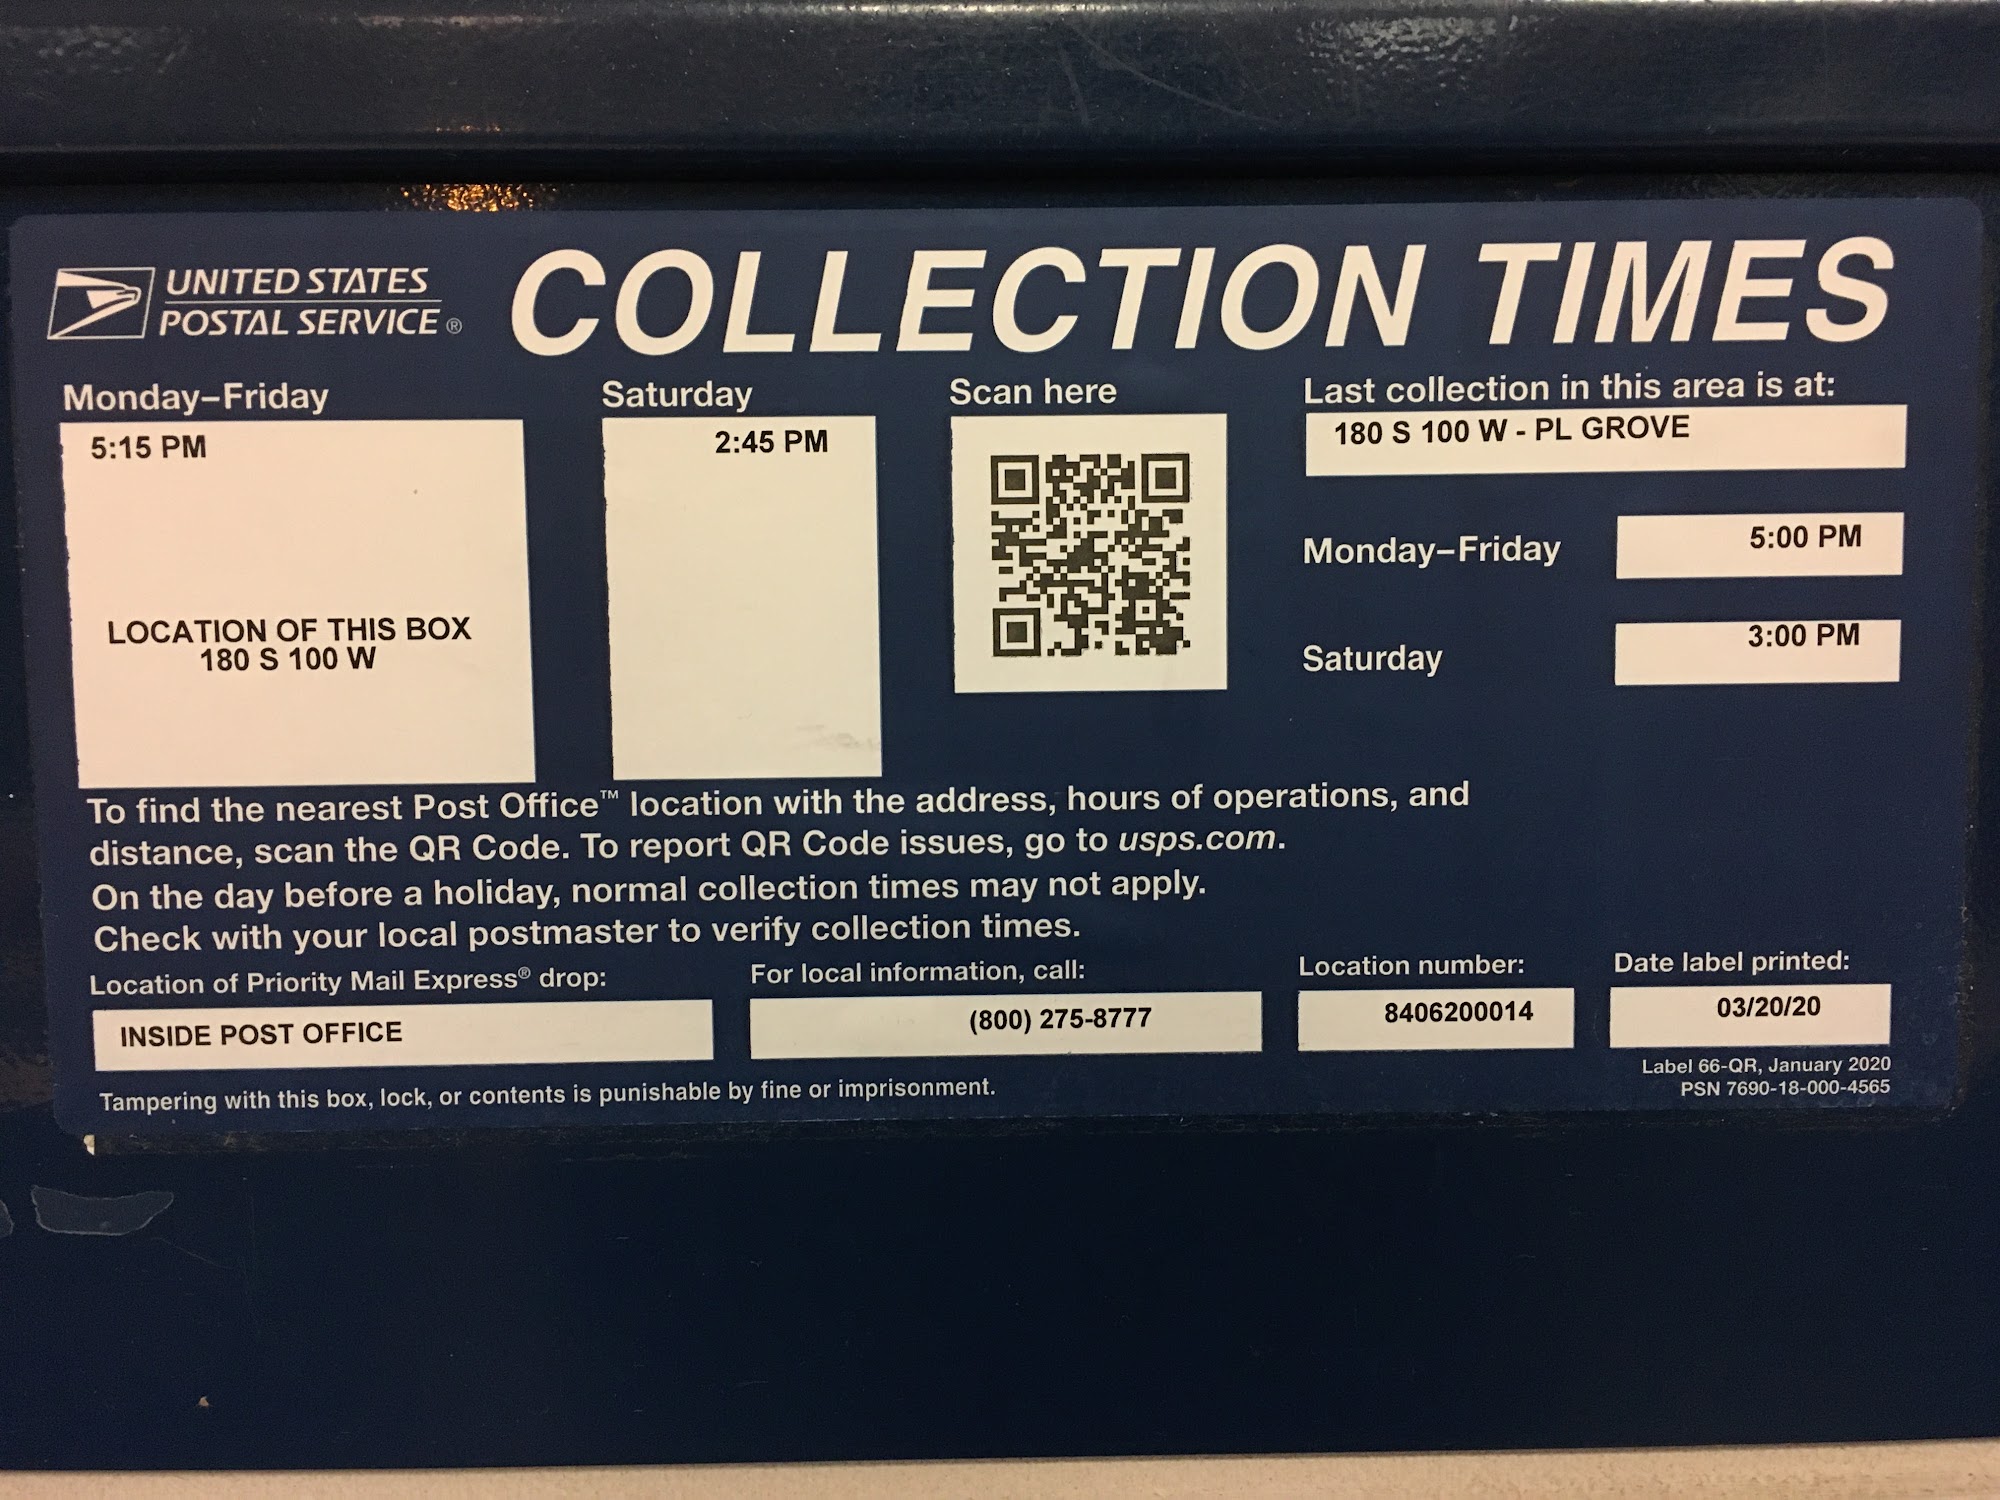 UNITED STATES
POSTAL SERVICE®
COLLECTION TIMES
Monday–Friday
5:15 PM
LOCATION OF THIS BOX
180 S 100 W
Saturday
2:45 PM
Scan here
Last collection in this area is at:
180 S 100 W - PL GROVE
Monday–Friday
5:00 PM
Saturday
3:00 PM
To find the nearest Post Office™ location with the address, hours of operations, and
distance, scan the QR Code. To report QR Code issues, go to usps.com.
On the day before a holiday, normal collection times may not apply.
Check with your local postmaster to verify collection times.
Location of Priority Mail Express® drop:
INSIDE POST OFFICE
For local information, call:
(800) 275-8777
Location number:
8406200014
Date label printed:
03/20/20
Tampering with this box, lock, or contents is punishable by fine or imprisonment.
Label 66-QR, January 2020
PSN 7690-18-000-4565